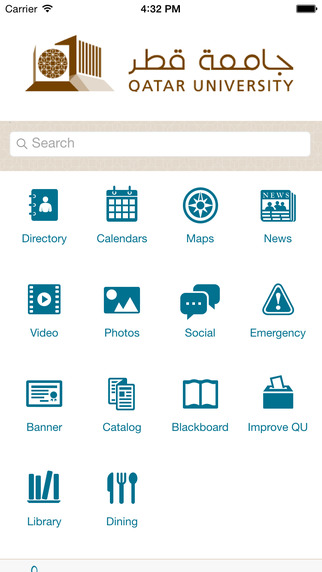 Carrier 4:32 PM
جامعة قطر
QATAR UNIVERSITY
Search
NEWS
Directory Calendars Maps News
Video Photos Social Emergency
Banner Catalog Blackboard Improve QU
Library Dining